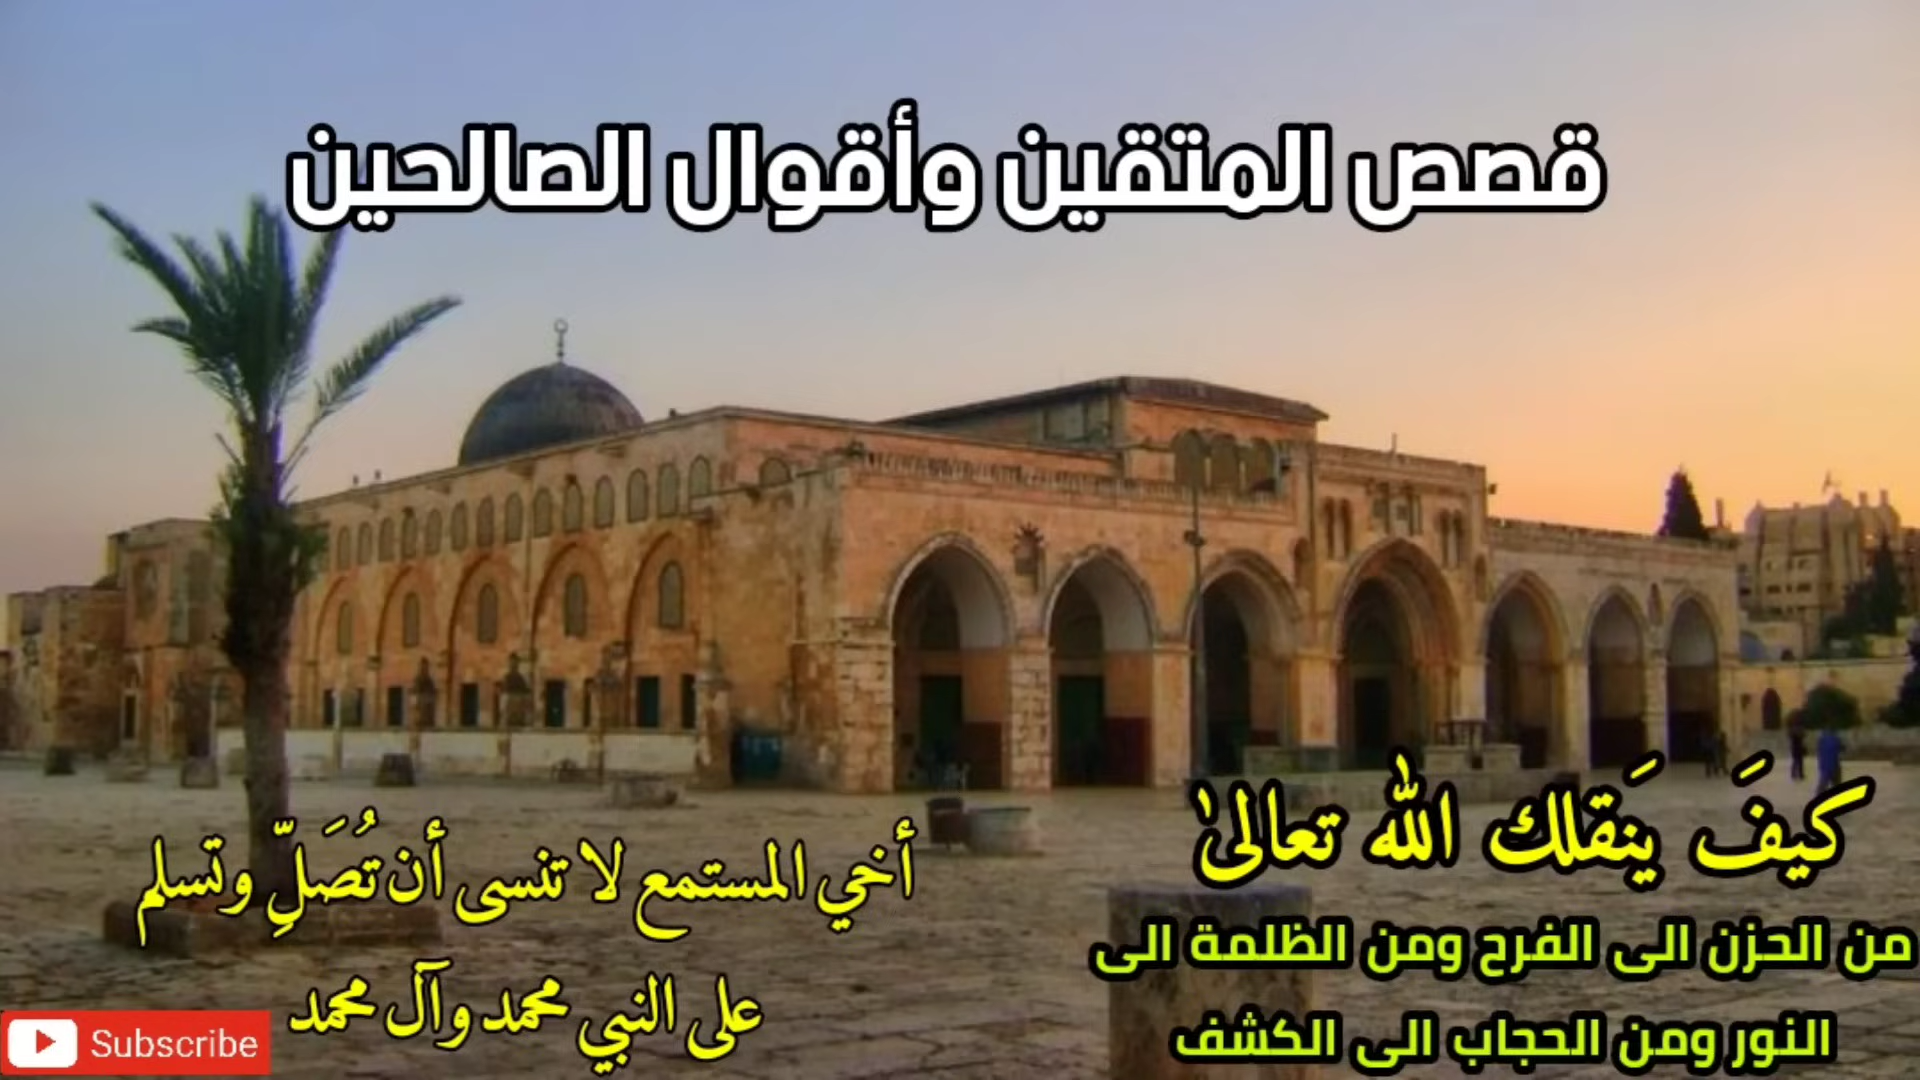 قصص المتقين وأقوال الصالحين
كيفَ يَنقلك الله تعالىٰ
من الحزن الى الفرح ومن الظلمة الى
النور ومن الحجاب الى الكشف
أخي المستمع لا تنسى أن تُصَلِّ وتسلم
على النبي محمد وآل محمد
Subscribe